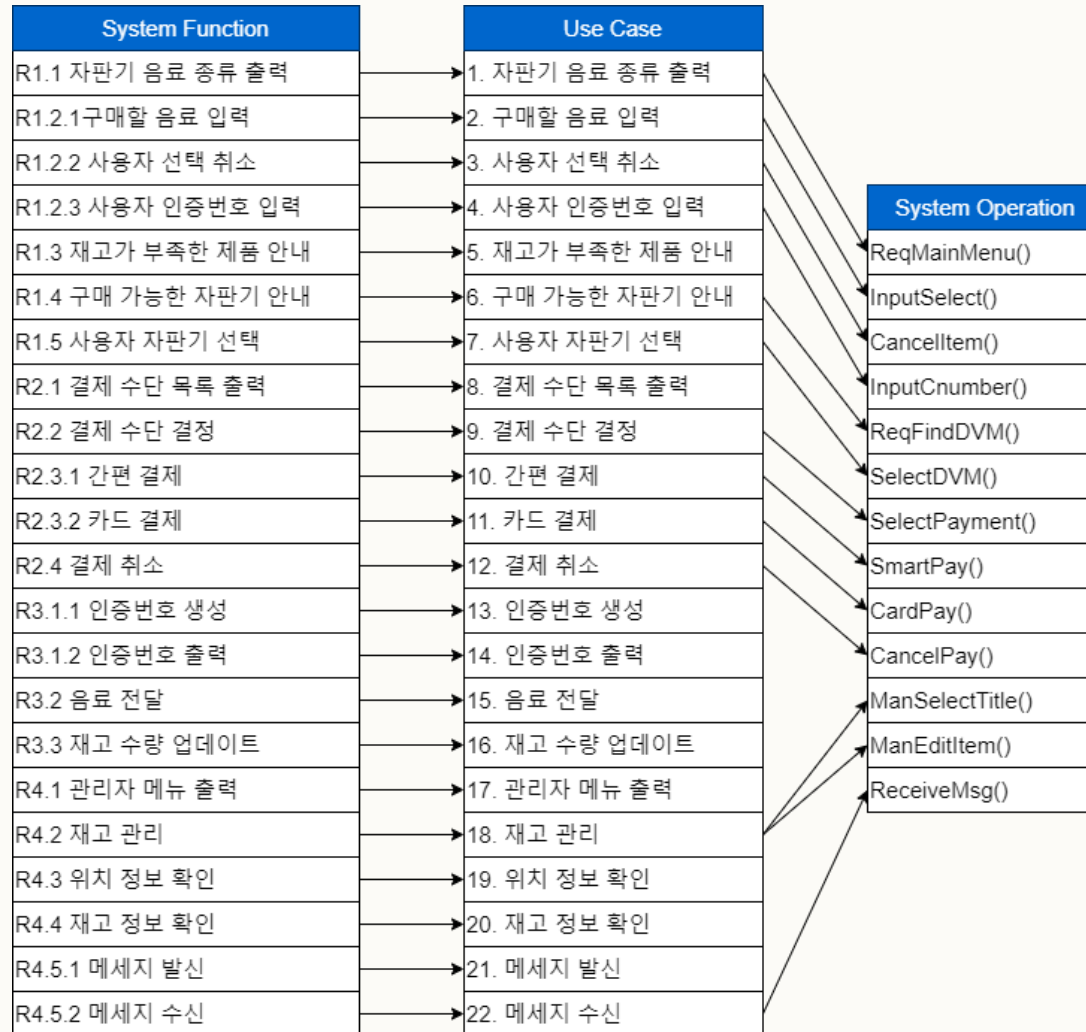 System Function
R1.1 자판기 음료 종류 출력
R1.2.1구매할 음료 입력
R1.2.2 사용자 선택 취소
R1.2.3 사용자 인증번호 입력
R1.3 재고가 부족한 제품 안내
R1.4 구매 가능한 자판기 안내
R1.5 사용자 자판기 선택
R2.1 결제 수단 목록 출력
R2.2 결제 수단 결정
R2.3.1 간편 결제
R2.3.2 카드 결제
R2.4 결제 취소
R3.1.1 인증번호 생성
R3.1.2 인증번호 출력
R3.2 음료 전달
R3.3 재고 수량 업데이트
R4.1 관리자 메뉴 출력
R4.2 재고 관리
R4.3 위치 정보 확인
R4.4 재고 정보 확인
R4.5.1 메세지 발신
R4.5.2 메세지 수신
Use Case
1. 자판기 음료 종류 출력
2. 구매할 음료 입력
3. 사용자 선택 취소
4. 사용자 인증번호 입력
5. 재고가 부족한 제품 안내
6. 구매 가능한 자판기 안내
7. 사용자 자판기 선택
8. 결제 수단 목록 출력
9. 결제 수단 결정
10. 간편 결제
11. 카드 결제
12. 결제 취소
13. 인증번호 생성
14. 인증번호 출력
15. 음료 전달
16. 재고 수량 업데이트
17. 관리자 메뉴 출력
18. 재고 관리
19. 위치 정보 확인
20. 재고 정보 확인
21. 메세지 발신
22. 메세지 수신
System Operation
ReqMainMenu()
InputSelect()
CancelItem()
InputCnumber()
ReqFindDVM()
SelectDVM()
SelectPayment()
SmartPay()
CardPay()
CancelPay()
ManSelectTitle()
ManEditItem()
ReceiveMsg()